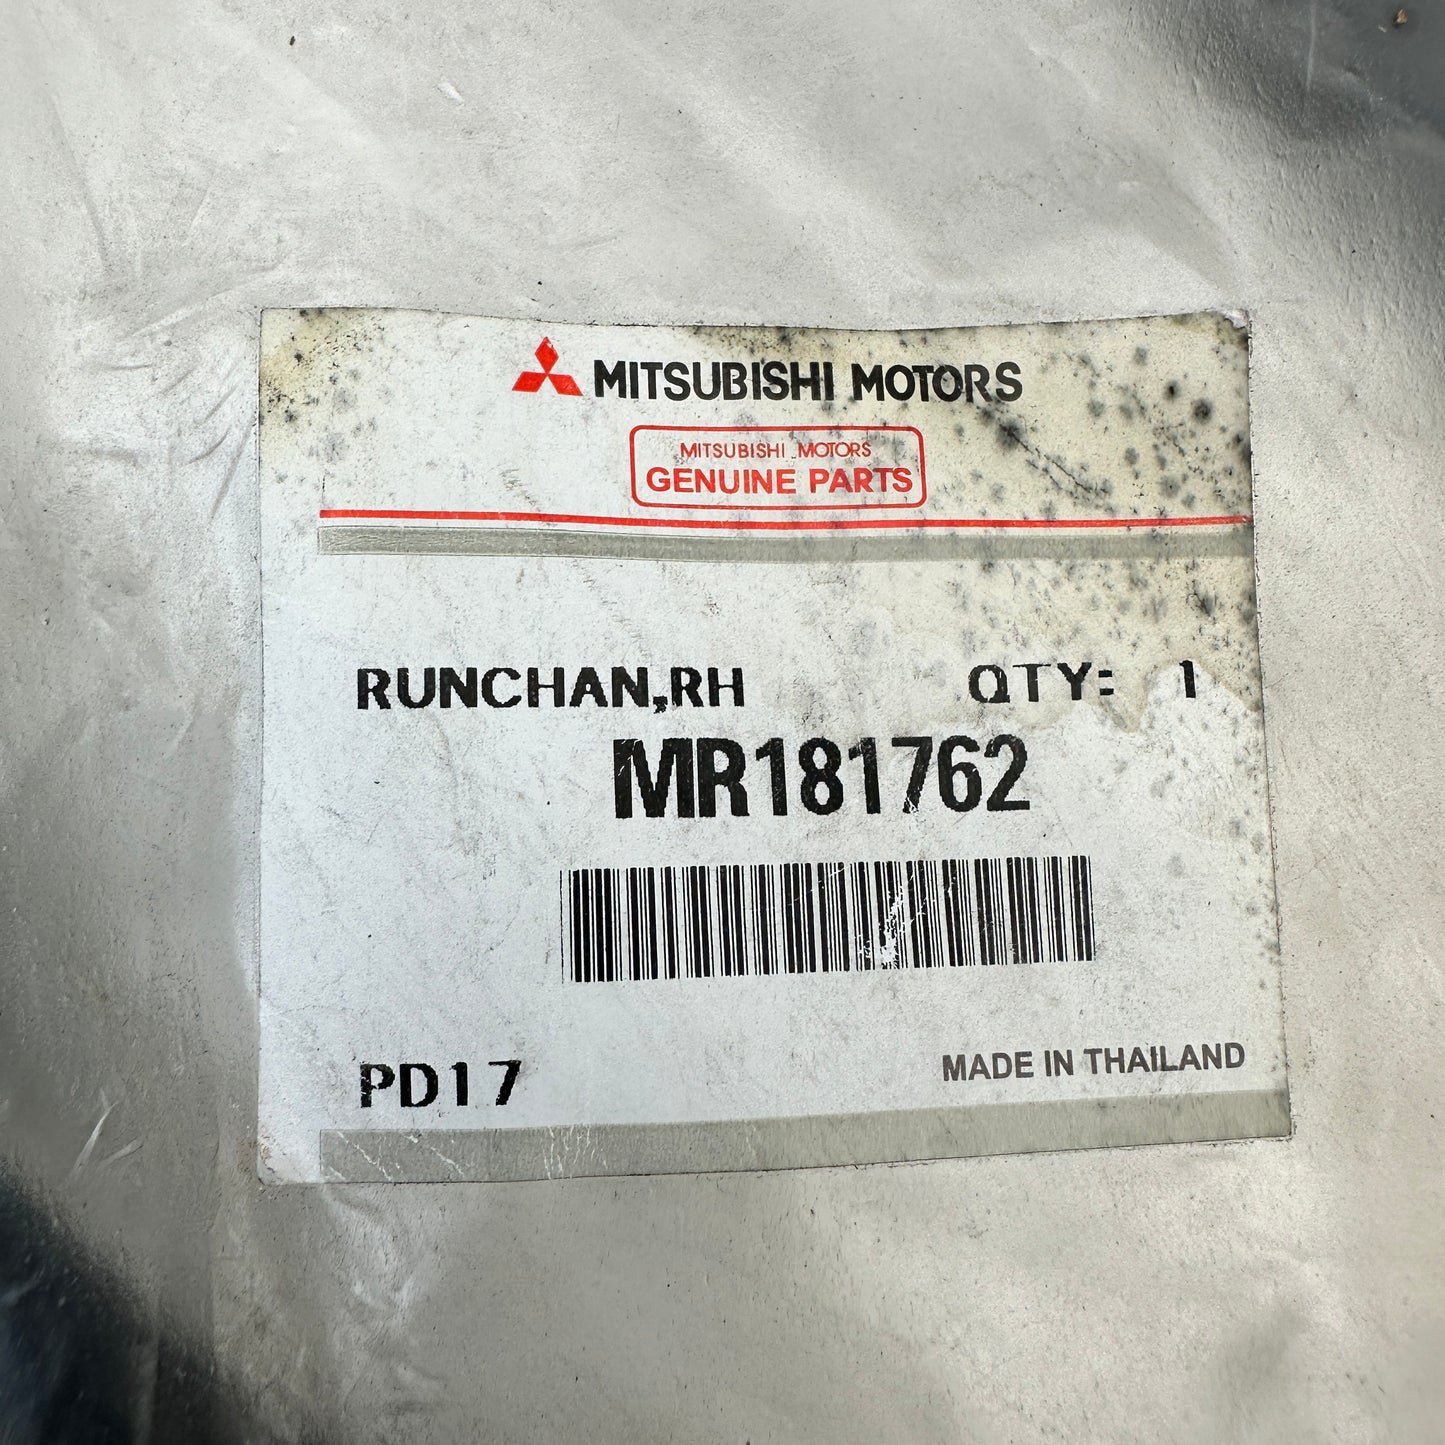 MITSUBISHI MOTORS
MITSUBISHI MOTORS
GENUINE PARTS
RUNCHAN,RH QTY: 1
MR181762
PD17 MADE IN THAILAND